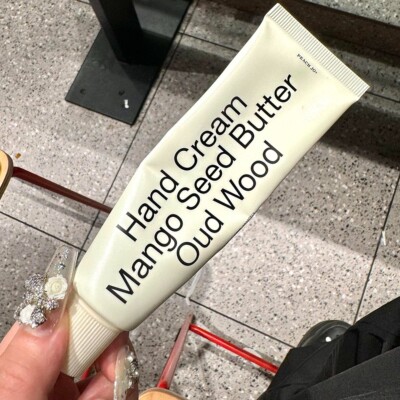 Hand Cream
Mango Seed Butter
Oud Wood